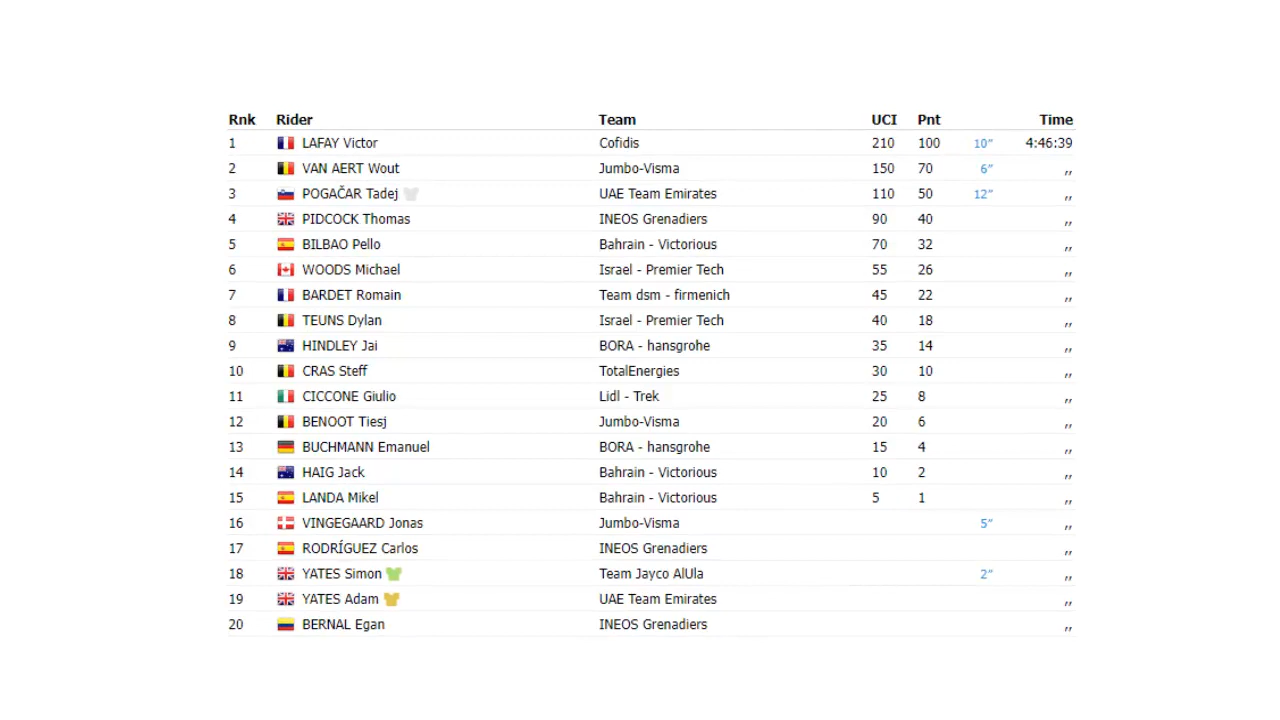 Rnk Rider Team UCI Pnt Time
1 LAFAY Victor Cofidis 210 100 10″ 4:46:39
2 VAN AERT Wout Jumbo-Visma 150 70 6″ ,,
3 POGAČAR Tadej UAE Team Emirates 110 50 12″ ,,
4 PIDCOCK Thomas INEOS Grenadiers 90 40 ,,
5 BILBAO Pello Bahrain - Victorious 70 32 ,,
6 WOODS Michael Israel - Premier Tech 55 26 ,,
7 BARDET Romain Team dsm - firmenich 45 22 ,,
8 TEUNS Dylan Israel - Premier Tech 40 18 ,,
9 HINDLEY Jai BORA - hansgrohe 35 14 ,,
10 CRAS Steff TotalEnergies 30 10 ,,
11 CICCONE Giulio Lidl - Trek 25 8 ,,
12 BENOOT Tiesj Jumbo-Visma 20 6 ,,
13 BUCHMANN Emanuel BORA - hansgrohe 15 4 ,,
14 HAIG Jack Bahrain - Victorious 10 2 ,,
15 LANDA Mikel Bahrain - Victorious 5 1 ,,
16 VINGEGAARD Jonas Jumbo-Visma 5″ ,,
17 RODRÍGUEZ Carlos INEOS Grenadiers ,,
18 YATES Simon Team Jayco AlUla 2″ ,,
19 YATES Adam UAE Team Emirates ,,
20 BERNAL Egan INEOS Grenadiers ,,